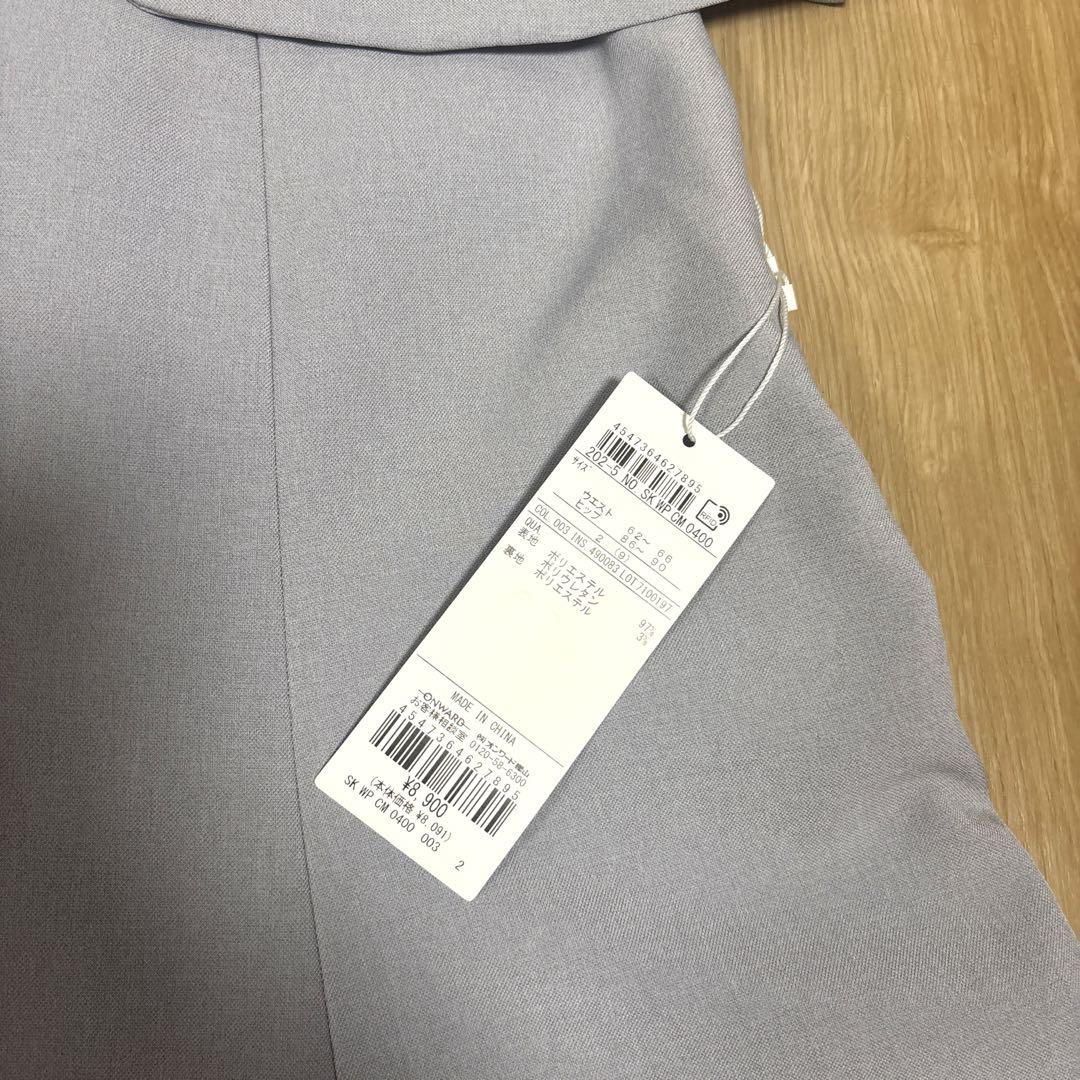 4547364627895
202-5 NO SK WP CM 0400
RFID
サイズ
ウエスト 62~ 66
ヒップ 86~ 90
2 (9)
COL 003 INS 490083 LOT 7100197
QUA
表地 ポリエステル 97%
ポリウレタン 3%
裏地 ポリエステル
MADE IN CHINA
ONWARD ㈱オンワード樫山
お客様相談室 0120-58-6300
4547364627895
¥8,900
(本体価格 ¥8,091)
SK WP CM 0400 003 2